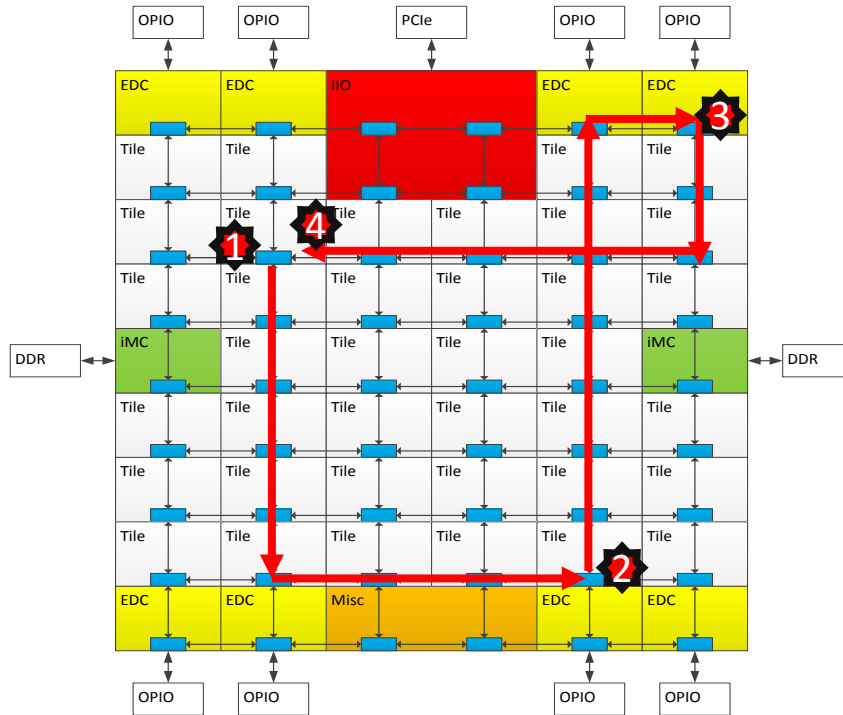 OPIO OPIO PCIe OPIO OPIO
EDC EDC IIO EDC EDC
3
Tile Tile Tile Tile
Tile Tile Tile Tile Tile Tile
1 4
Tile Tile Tile Tile Tile Tile
iMC Tile Tile Tile Tile iMC
DDR DDR
Tile Tile Tile Tile Tile Tile
Tile Tile Tile Tile Tile Tile
Tile Tile Tile Tile Tile Tile
2
EDC EDC Misc EDC EDC
OPIO OPIO OPIO OPIO